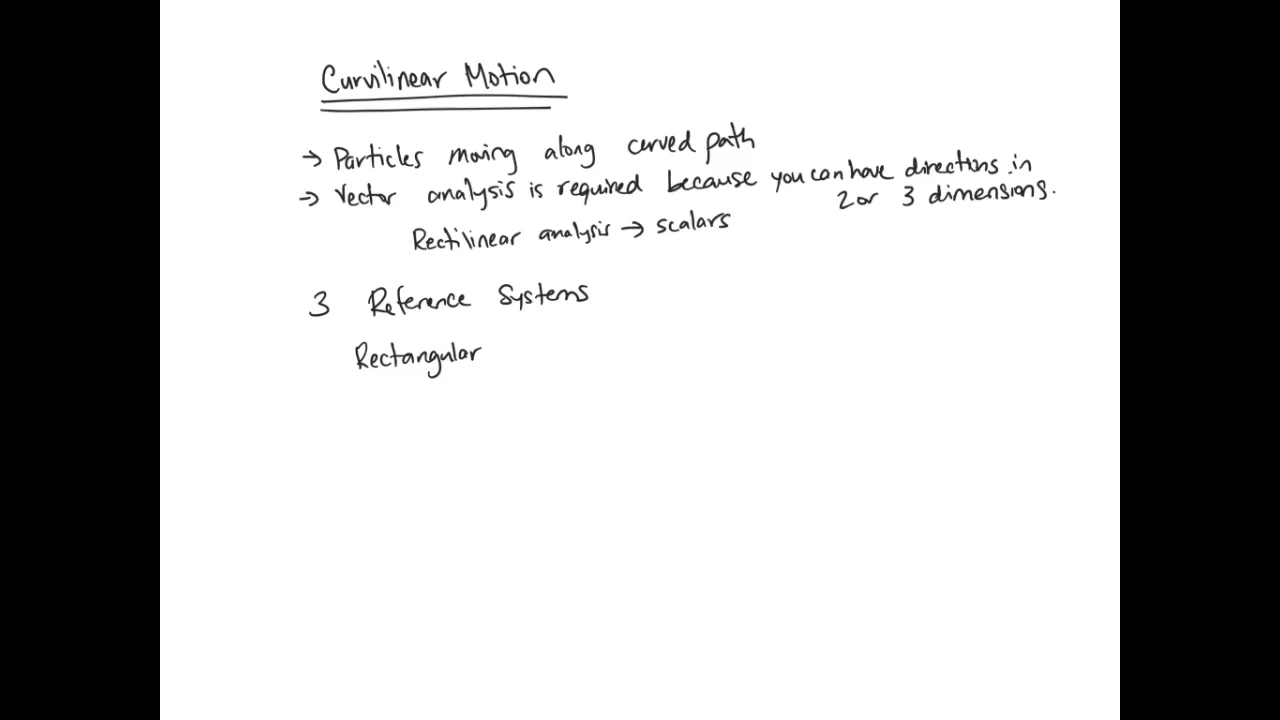 Curvilinear Motion
→ Particles moving along curved path
→ Vector analysis is required because you can have directions in
2 or 3 dimensions.
Rectilinear analysis → scalars
3 Reference Systems
Rectangular